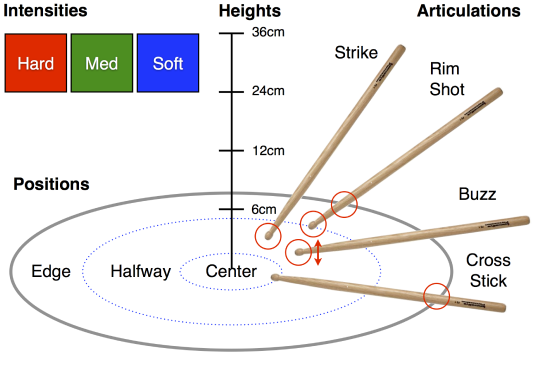 Intensities
Heights
Articulations
Hard
Med
Soft
36cm
24cm
12cm
6cm
Strike
Rim
Shot
Buzz
Cross
Stick
Positions
Edge
Halfway
Center